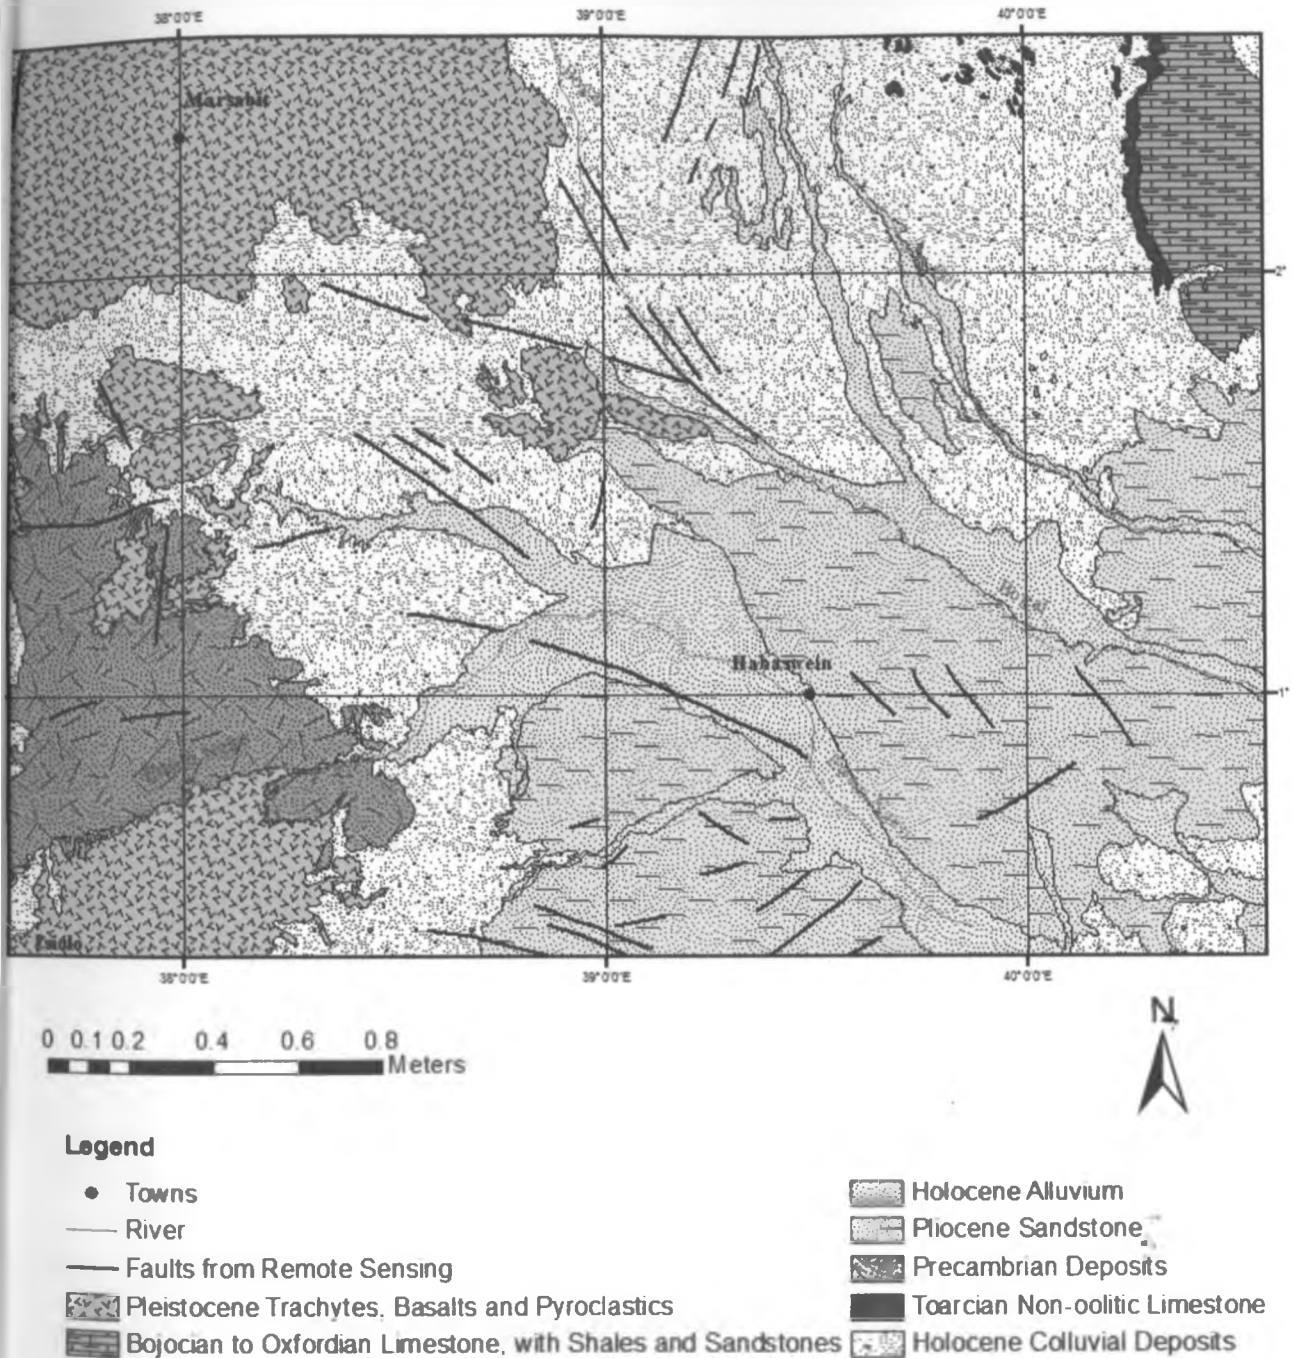 38°00'E 39°00'E 40°00'E
Marsabit
2°
Habaswein
1°
Isiolo
38°00'E 39°00'E 40°00'E
N
0 0.1 0.2 0.4 0.6 0.8
Meters
Legend
Towns
River
Faults from Remote Sensing
Pleistocene Trachytes, Basalts and Pyroclastics
Bojocian to Oxfordian Limestone, with Shales and Sandstones
Holocene Alluvium
Pliocene Sandstone
Precambrian Deposits
Toarcian Non-oolitic Limestone
Holocene Colluvial Deposits